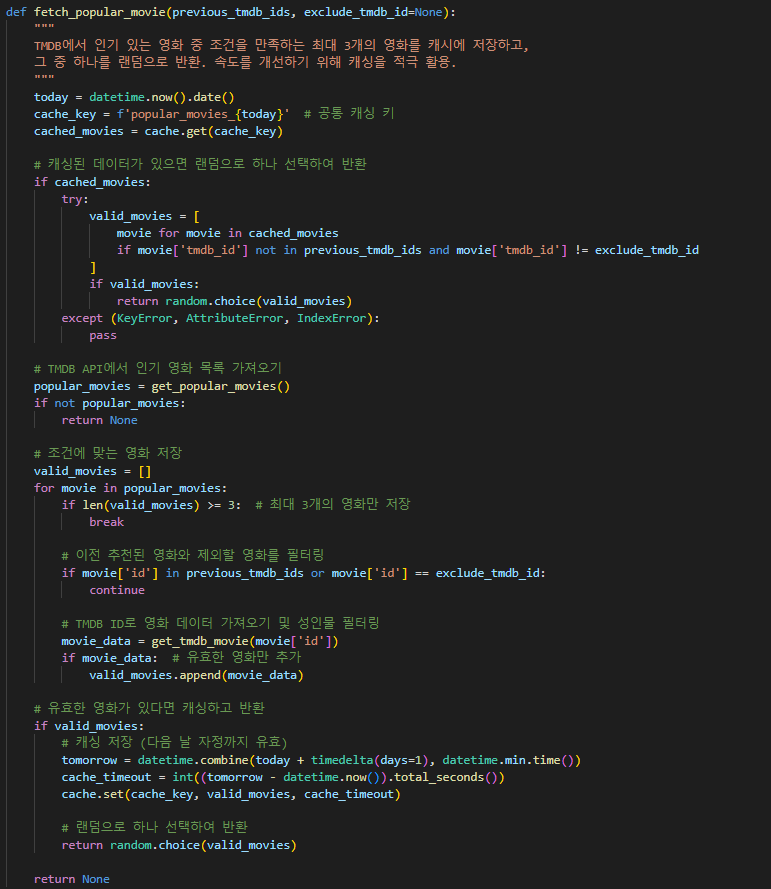 def fetch_popular_movie(previous_tmdb_ids, exclude_tmdb_id=None):
    """
    TMDB에서 인기 있는 영화 중 조건을 만족하는 최대 3개의 영화를 캐시에 저장하고,
    그 중 하나를 랜덤으로 반환. 속도를 개선하기 위해 캐싱을 적극 활용.
    """
    today = datetime.now().date()
    cache_key = f'popular_movies_{today}'  # 공통 캐싱 키
    cached_movies = cache.get(cache_key)

    # 캐싱된 데이터가 있으면 랜덤으로 하나 선택하여 반환
    if cached_movies:
        try:
            valid_movies = [
                movie for movie in cached_movies
                if movie['tmdb_id'] not in previous_tmdb_ids and movie['tmdb_id'] != exclude_tmdb_id
            ]
            if valid_movies:
                return random.choice(valid_movies)
        except (KeyError, AttributeError, IndexError):
            pass

    # TMDB API에서 인기 영화 목록 가져오기
    popular_movies = get_popular_movies()
    if not popular_movies:
        return None

    # 조건에 맞는 영화 저장
    valid_movies = []
    for movie in popular_movies:
        if len(valid_movies) >= 3:  # 최대 3개의 영화만 저장
            break

        # 이전 추천된 영화와 제외할 영화를 필터링
        if movie['id'] in previous_tmdb_ids or movie['id'] == exclude_tmdb_id:
            continue

        # TMDB ID로 영화 데이터 가져오기 및 성인물 필터링
        movie_data = get_tmdb_movie(movie['id'])
        if movie_data:  # 유효한 영화만 추가
            valid_movies.append(movie_data)

    # 유효한 영화가 있다면 캐싱하고 반환
    if valid_movies:
        # 캐싱 저장 (다음 날 자정까지 유효)
        tomorrow = datetime.combine(today + timedelta(days=1), datetime.min.time())
        cache_timeout = int((tomorrow - datetime.now()).total_seconds())
        cache.set(cache_key, valid_movies, cache_timeout)

        # 랜덤으로 하나 선택하여 반환
        return random.choice(valid_movies)

    return None